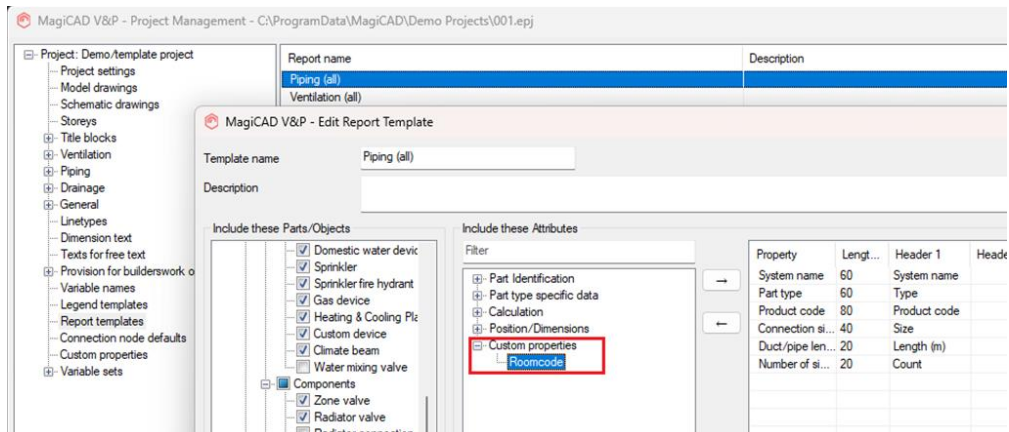 MagiCAD V&P - Project Management - C:\ProgramData\MagiCAD\Demo Projects\001.epj
Project: Demo/template project
Project settings
Model drawings
Schematic drawings
Storeys
Title blocks
Ventilation
Piping
Drainage
General
Linetypes
Dimension text
Texts for free text
Provision for builderswork o
Variable names
Legend templates
Report templates
Connection node defaults
Custom properties
Variable sets
Report name Description
Piping (all)
Ventilation (all)
MagiCAD V&P - Edit Report Template
Template name Piping (all)
Description
Include these Parts/Objects
Domestic water devic
Sprinkler
Sprinkler fire hydrant
Gas device
Heating & Cooling Pla
Custom device
Climate beam
Water mixing valve
Components
Zone valve
Radiator valve
Include these Attributes
Filter
Part Identification
Part type specific data
Calculation
Position/Dimensions
Custom properties
Roomcode
→
←
Property Lengt... Header 1 Heade
System name 60 System name
Part type 60 Type
Product code 80 Product code
Connection si... 40 Size
Duct/pipe len... 20 Length (m)
Number of si... 20 Count